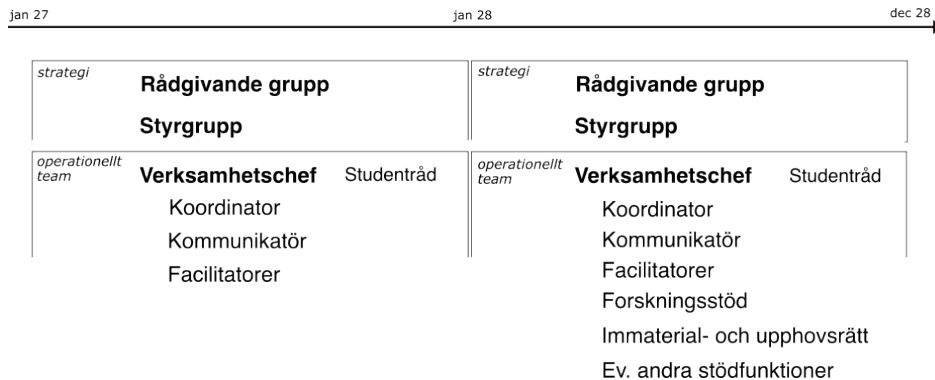 jan 27
jan 28
dec 28
strategi
Rådgivande grupp
Styrgrupp
operationellt
team
Verksamhetschef
Studentråd
Koordinator
Kommunikatör
Facilitatorer
strategi
Rådgivande grupp
Styrgrupp
operationellt
team
Verksamhetschef
Studentråd
Koordinator
Kommunikatör
Facilitatorer
Forskningsstöd
Immaterial- och upphovsrätt
Ev. andra stödfunktioner